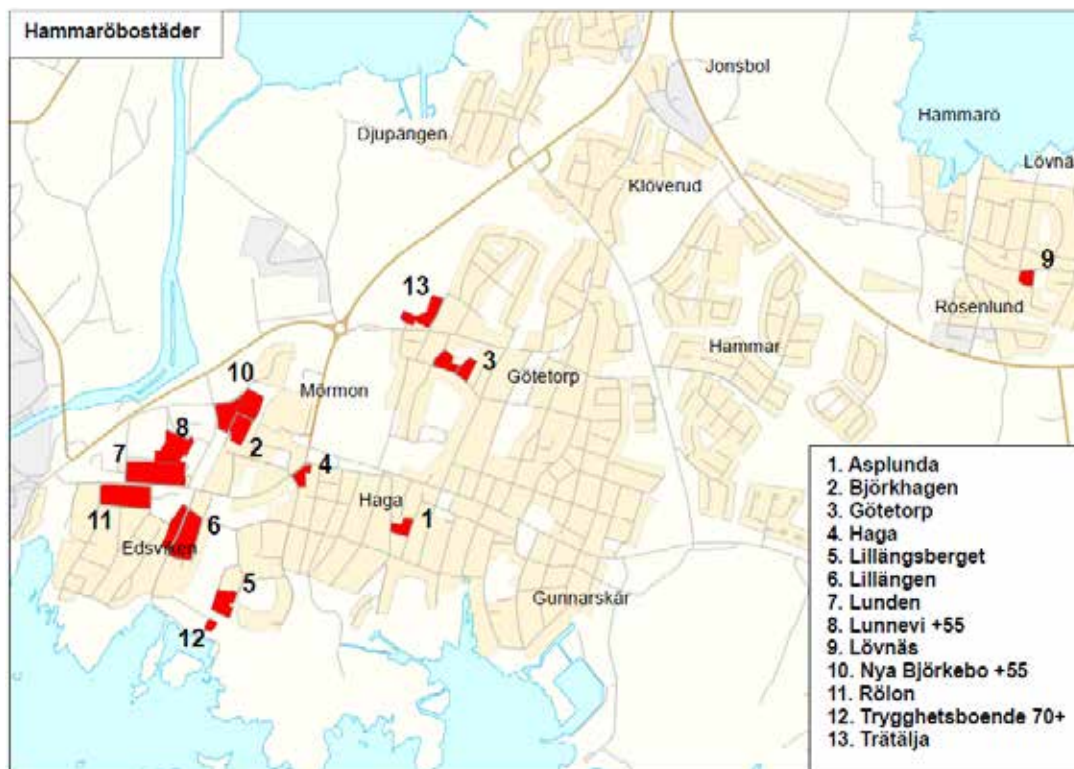 Hammaröbostäder
Jonsbol
Hammarö
Djupängen
Lövnä
Klöverud
9
13
Rosenlund
Hammar
3
Götetorp
10
Mörmon
8
2
7
4
11
Haga
1
6
Edsviken
5
Gunnarskär
12
1. Asplunda
2. Björkhagen
3. Götetorp
4. Haga
5. Lillängsberget
6. Lillängen
7. Lunden
8. Lunnevi +55
9. Lövnäs
10. Nya Björkebo +55
11. Rölon
12. Trygghetsboende 70+
13. Trätälja